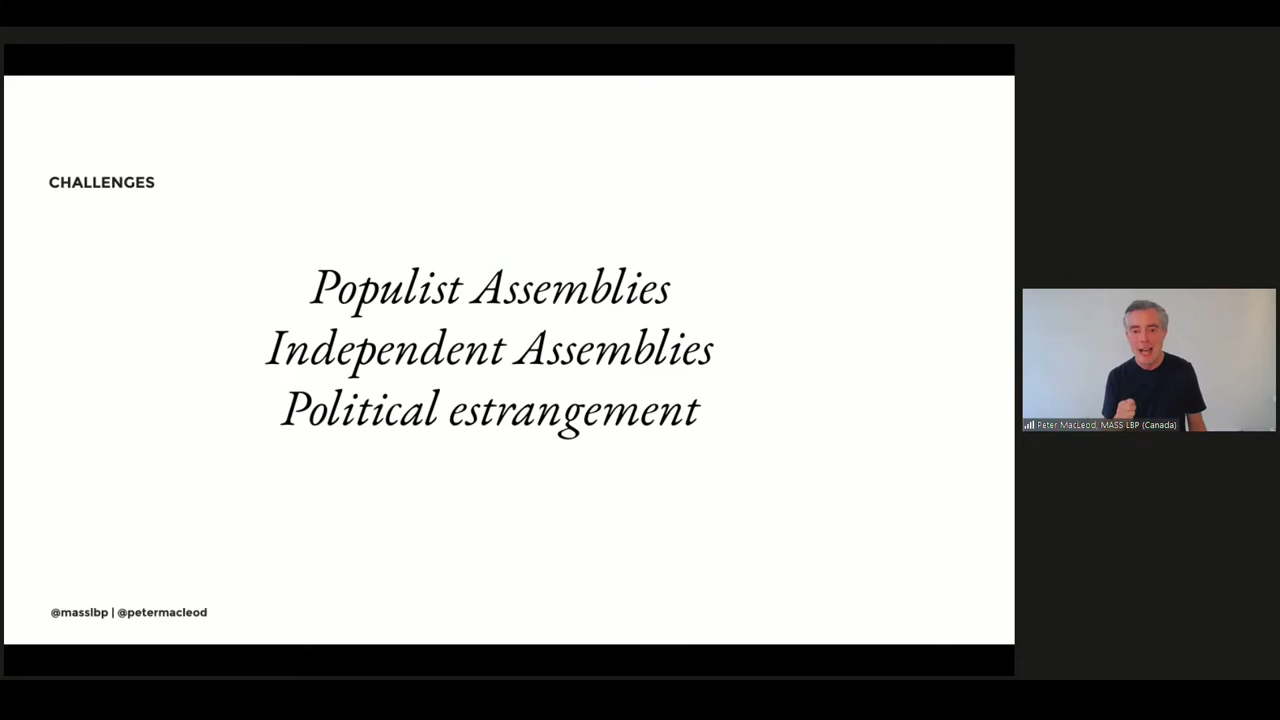 CHALLENGES
Populist Assemblies
Independent Assemblies
Political estrangement
@masslbp | @petermacleod
Peter MacLeod, MASS LBP (Canada)